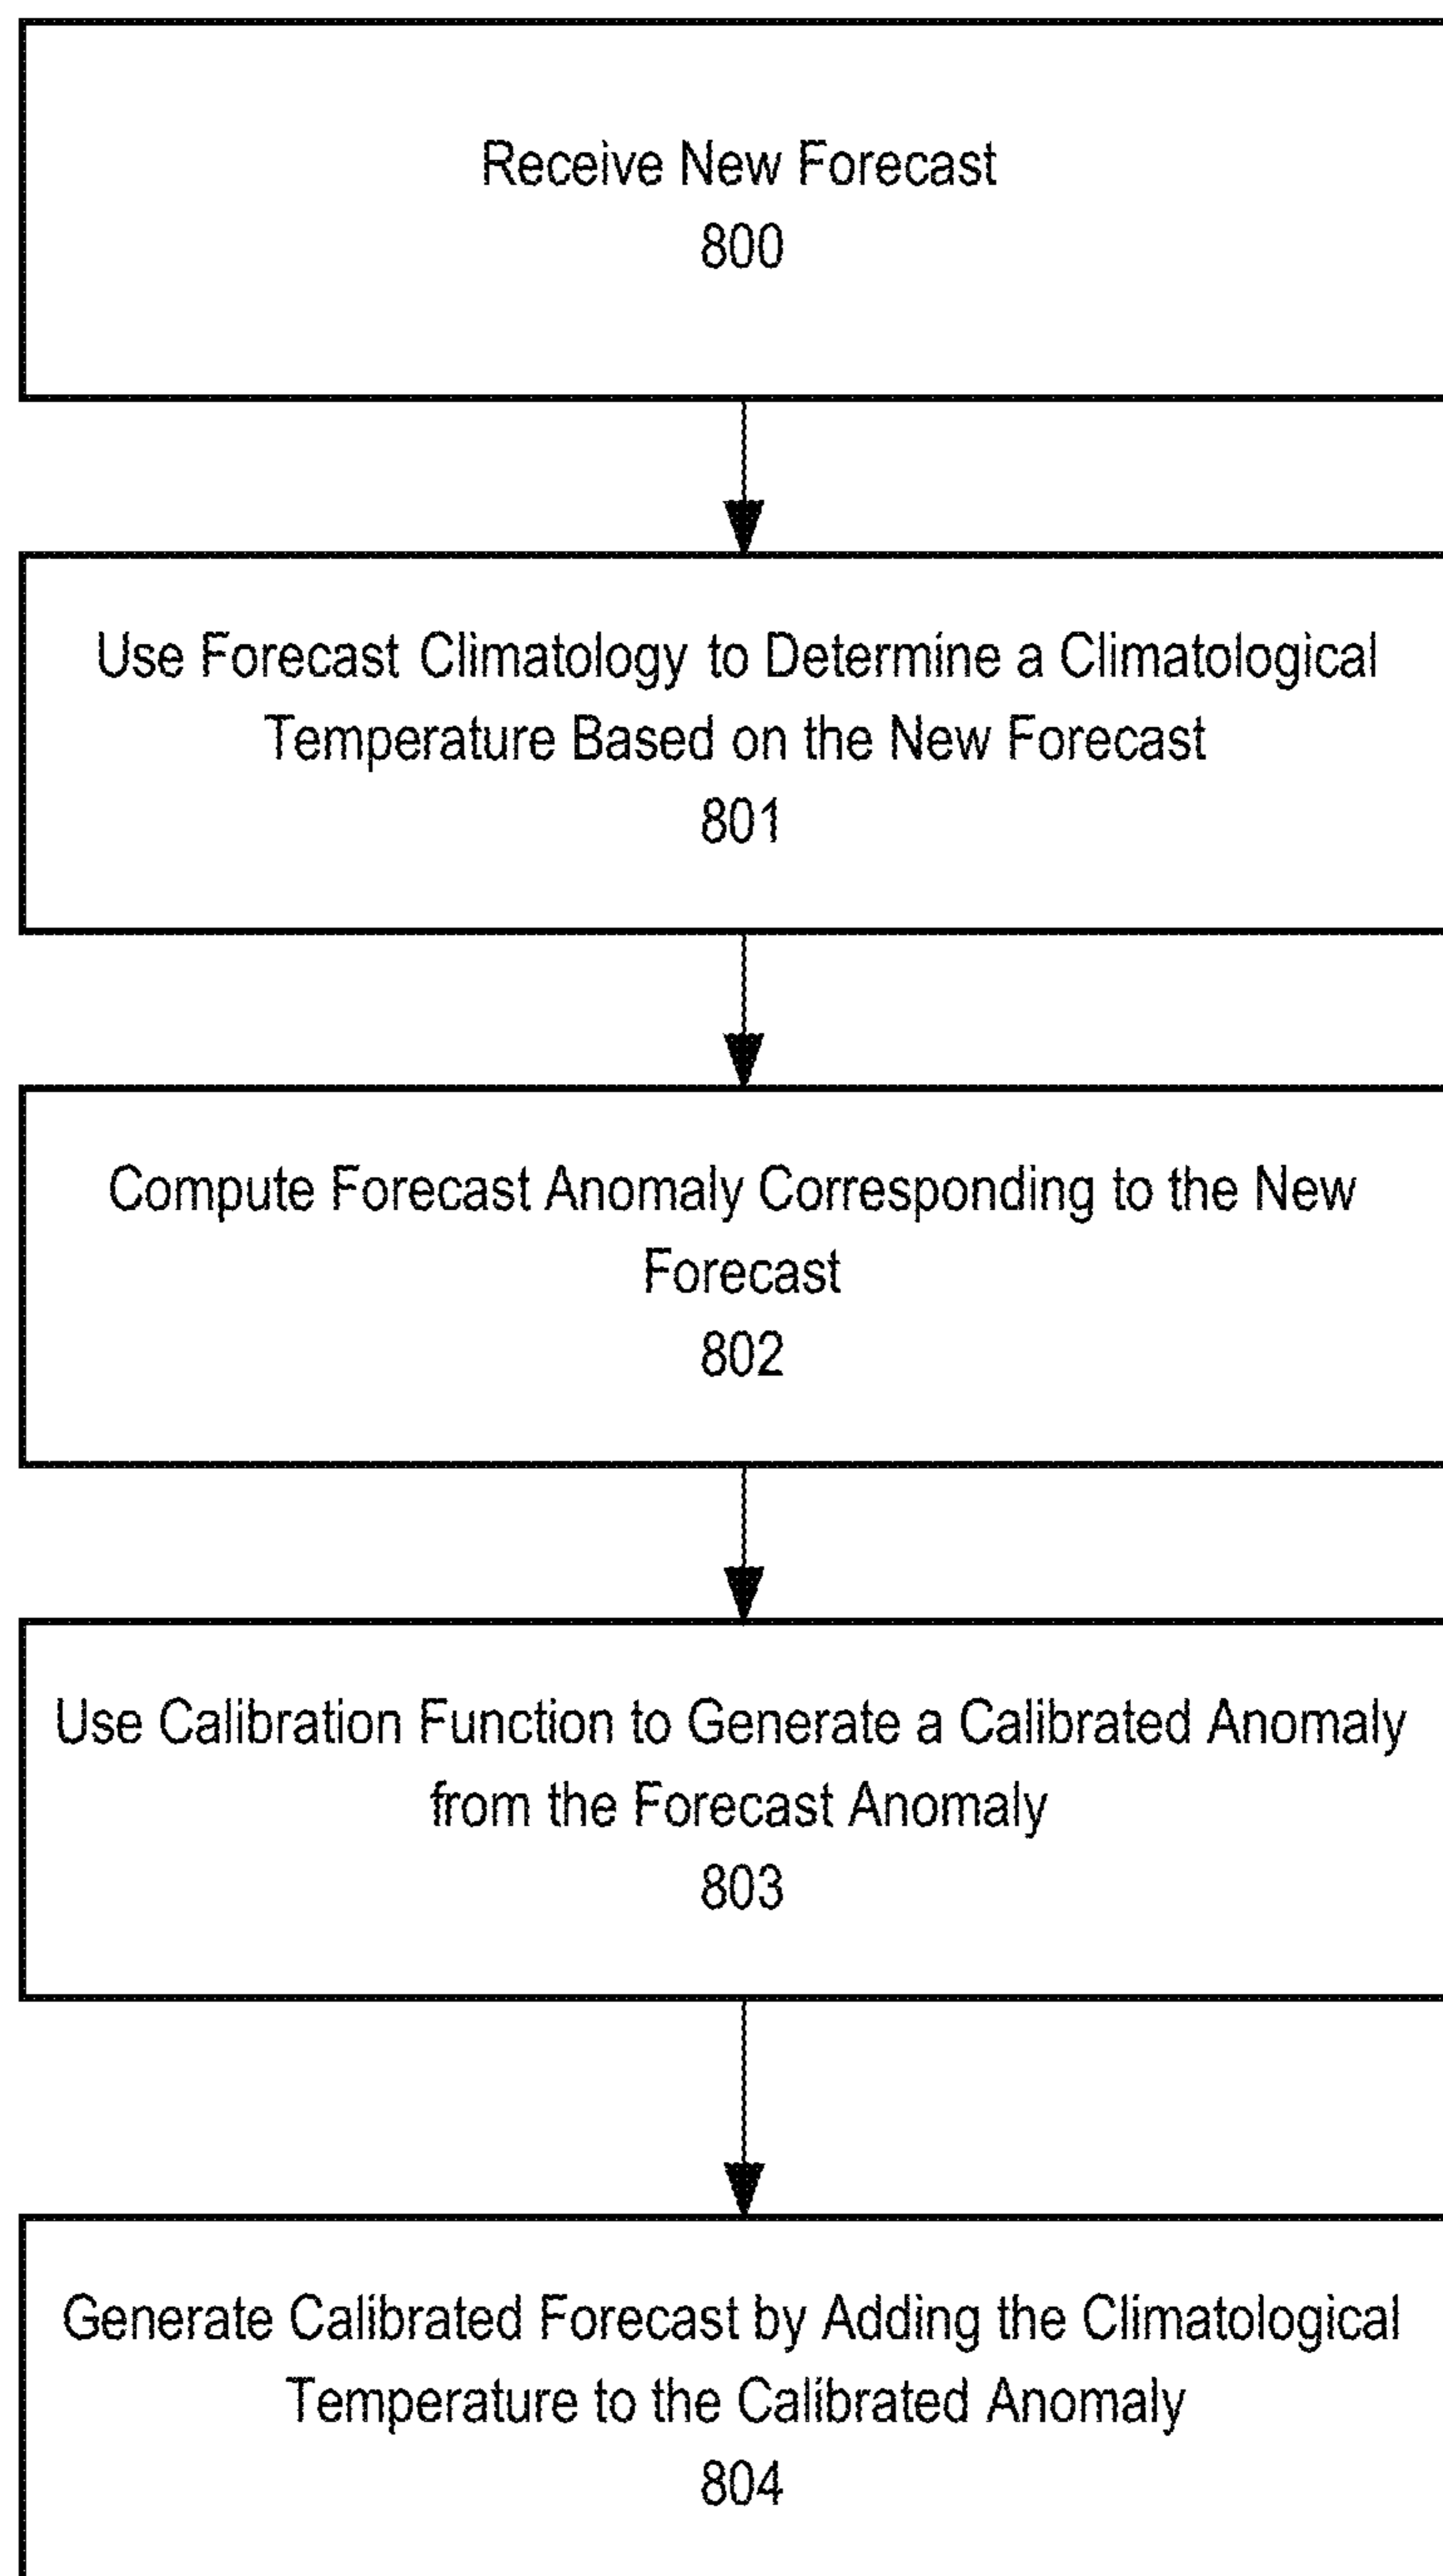 Receive New Forecast
800
Use Forecast Climatology to Determine a Climatological
Temperature Based on the New Forecast
801
Compute Forecast Anomaly Corresponding to the New
Forecast
802
Use Calibration Function to Generate a Calibrated Anomaly
from the Forecast Anomaly
803
Generate Calibrated Forecast by Adding the Climatological
Temperature to the Calibrated Anomaly
804